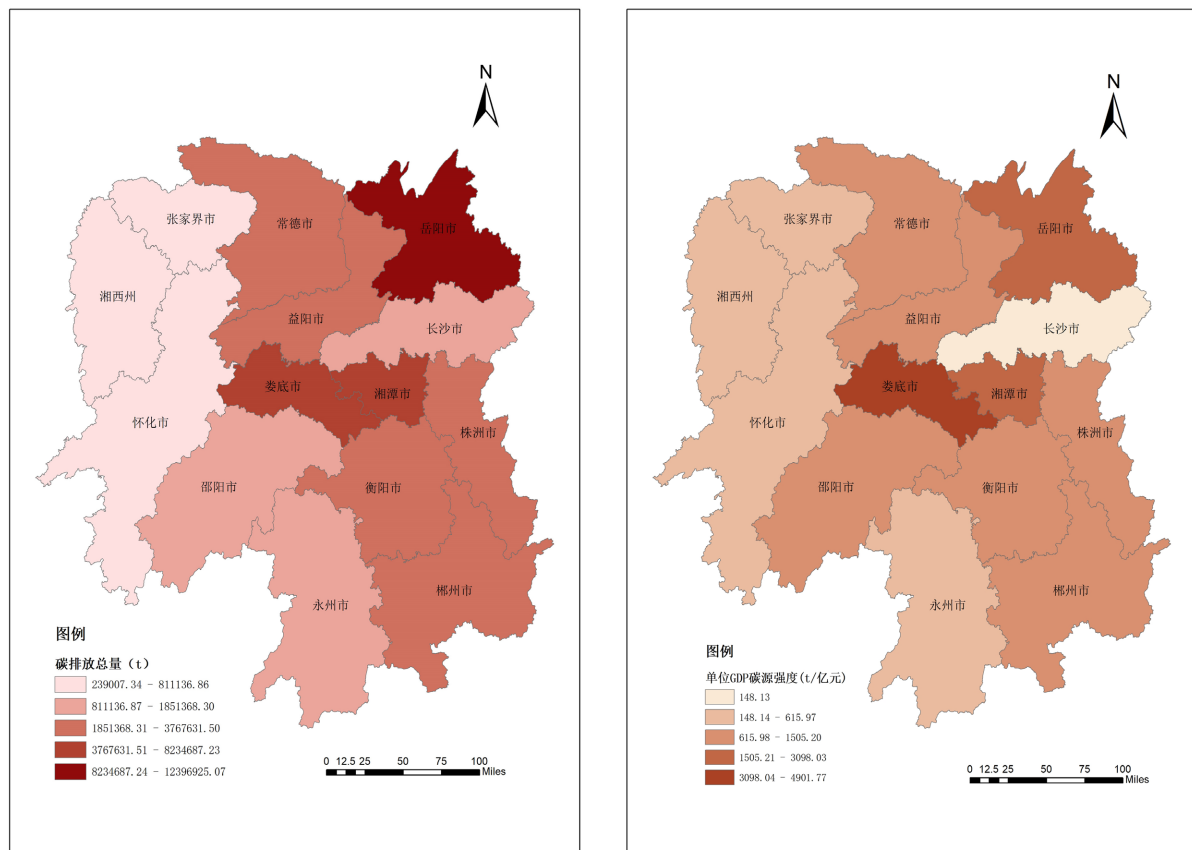 N
张家界市
常德市
岳阳市
湘西州
益阳市
长沙市
娄底市
湘潭市
怀化市
株洲市
邵阳市
衡阳市
永州市
郴州市
图例
碳排放总量（t）
239007.34 - 811136.86
811136.87 - 1851368.30
1851368.31 - 3767631.50
3767631.51 - 8234687.23
8234687.24 - 12396925.07
0 12.5 25 50 75 100
Miles
N
张家界市
常德市
岳阳市
湘西州
益阳市
长沙市
娄底市
湘潭市
怀化市
株洲市
邵阳市
衡阳市
永州市
郴州市
图例
单位GDP碳源强度(t/亿元)
148.13
148.14 - 615.97
615.98 - 1505.20
1505.21 - 3098.03
3098.04 - 4901.77
0 12.5 25 50 75 100
Miles